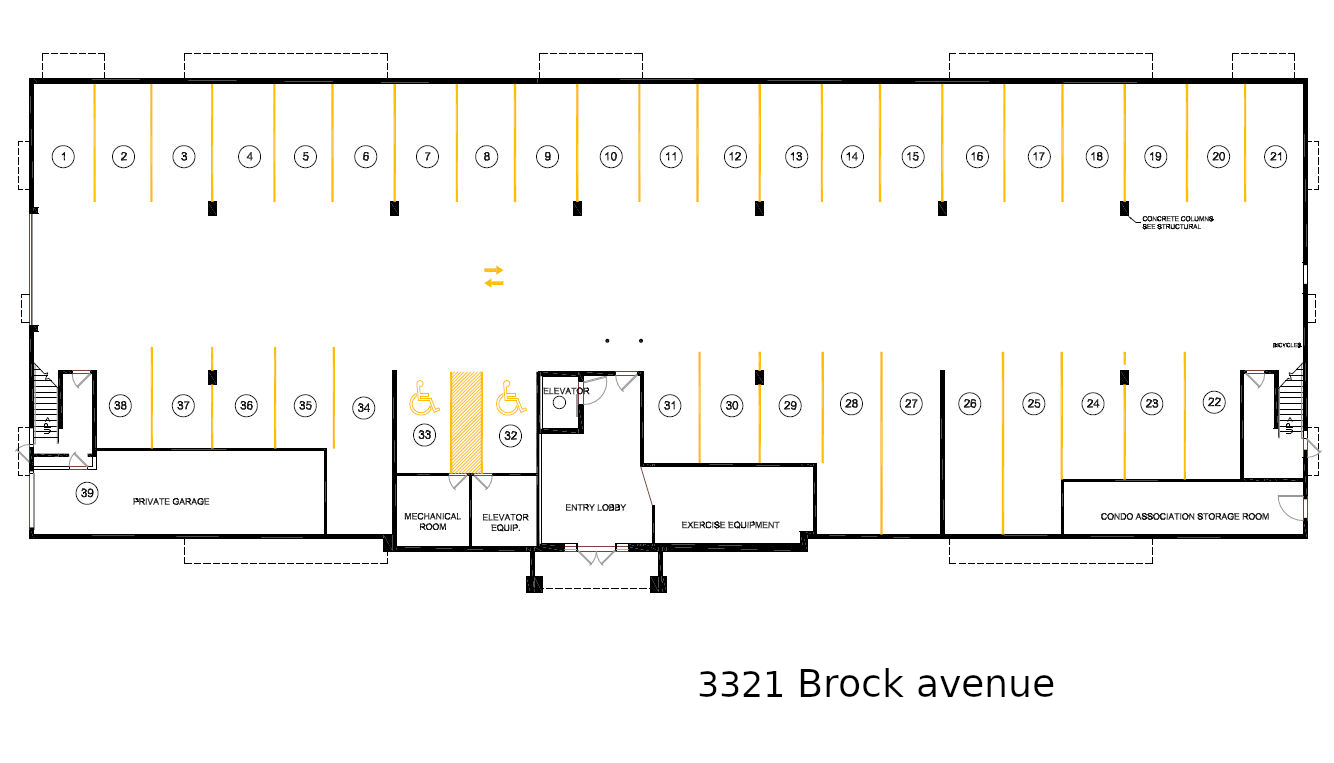 1 2 3 4 5 6 7 8 9 10 11 12 13 14 15 16 17 18 19 20 21
CONCRETE COLUMNS
SEE STRUCTURAL
BICYCLES
ELEVATOR
38 37 36 35 34 33 32 31 30 29 28 27 26 25 24 23 22
UP>
UP>
39
PRIVATE GARAGE
MECHANICAL
ROOM
ELEVATOR
EQUIP.
ENTRY LOBBY
EXERCISE EQUIPMENT
CONDO ASSOCIATION STORAGE ROOM
3321 Brock avenue